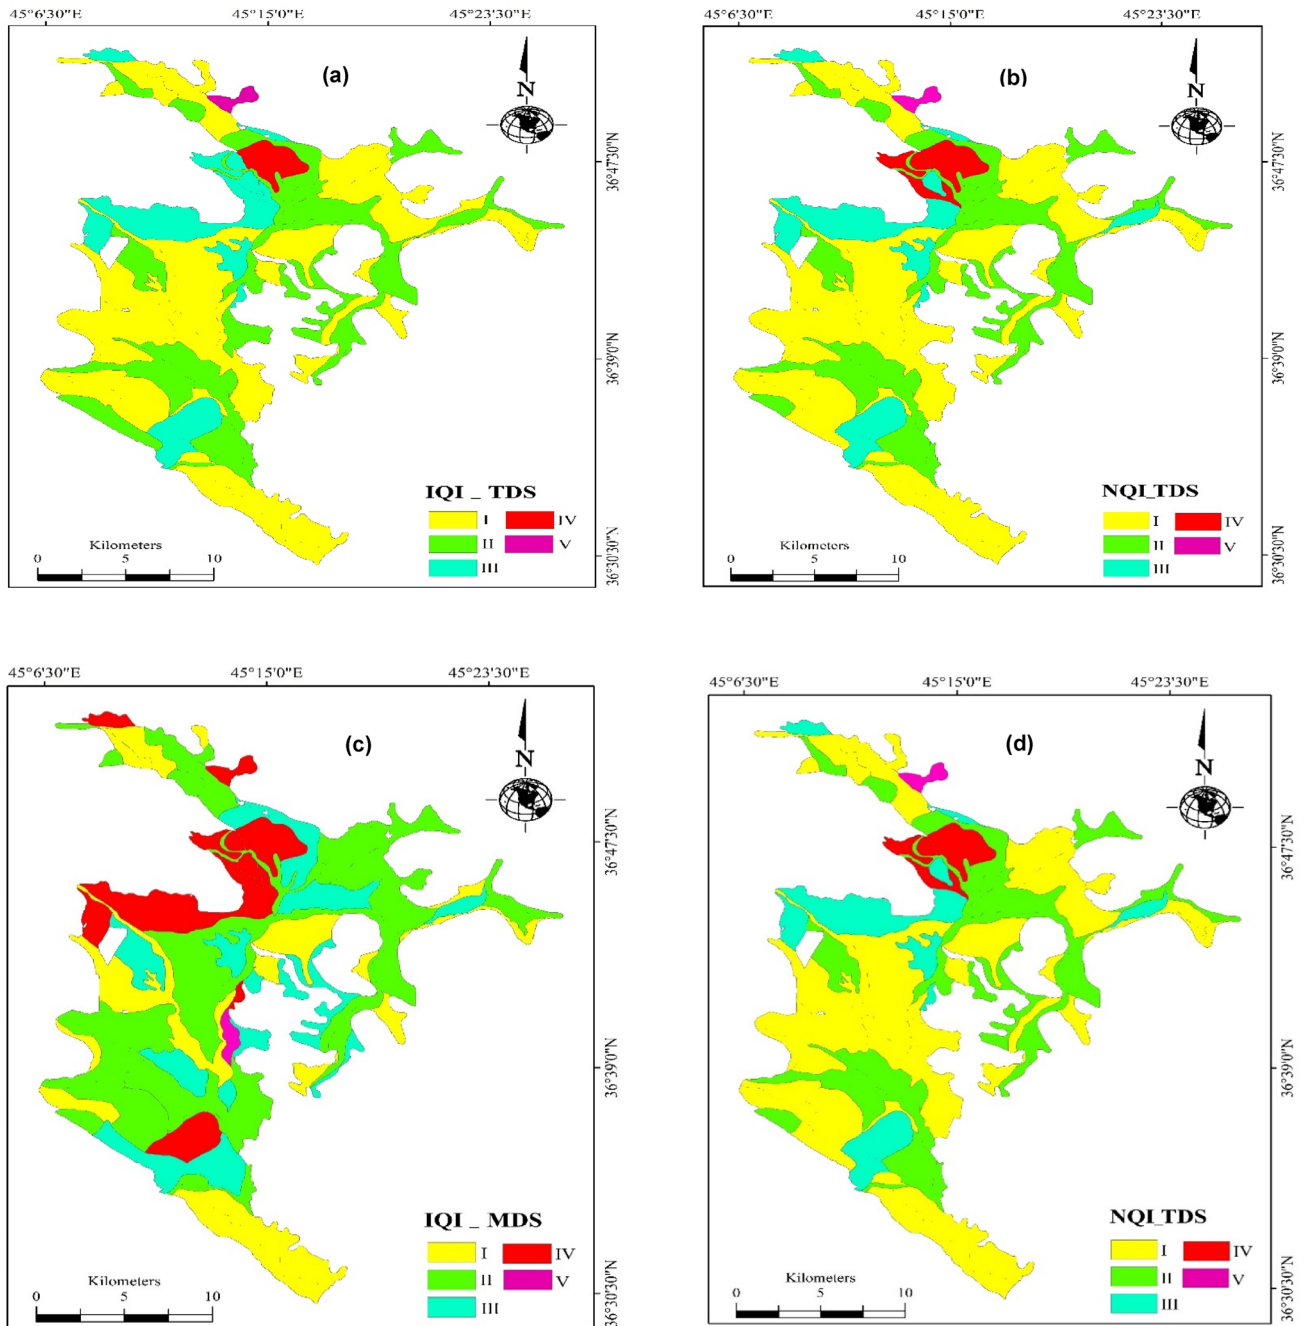 45°6'30"E 45°15'0"E 45°23'30"E
(a)
N
36°47'30"N
36°39'0"N
36°30'30"N
IQI _ TDS
I IV
II V
III
Kilometers
0 5 10
45°6'30"E 45°15'0"E 45°23'30"E
(b)
N
36°47'30"N
36°39'0"N
36°30'30"N
NQI_TDS
I IV
II V
III
Kilometers
0 5 10
45°6'30"E 45°15'0"E 45°23'30"E
(c)
N
36°47'30"N
36°39'0"N
36°30'30"N
IQI _ MDS
I IV
II V
III
Kilometers
0 5 10
45°6'30"E 45°15'0"E 45°23'30"E
(d)
N
36°47'30"N
36°39'0"N
36°30'30"N
NQI_TDS
I IV
II V
III
Kilometers
0 5 10